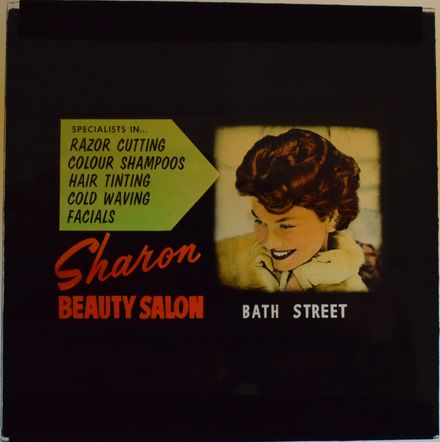 SPECIALISTS IN...
RAZOR CUTTING
COLOUR SHAMPOOS
HAIR TINTING
COLD WAVING
FACIALS
Sharon
BEAUTY SALON
BATH STREET